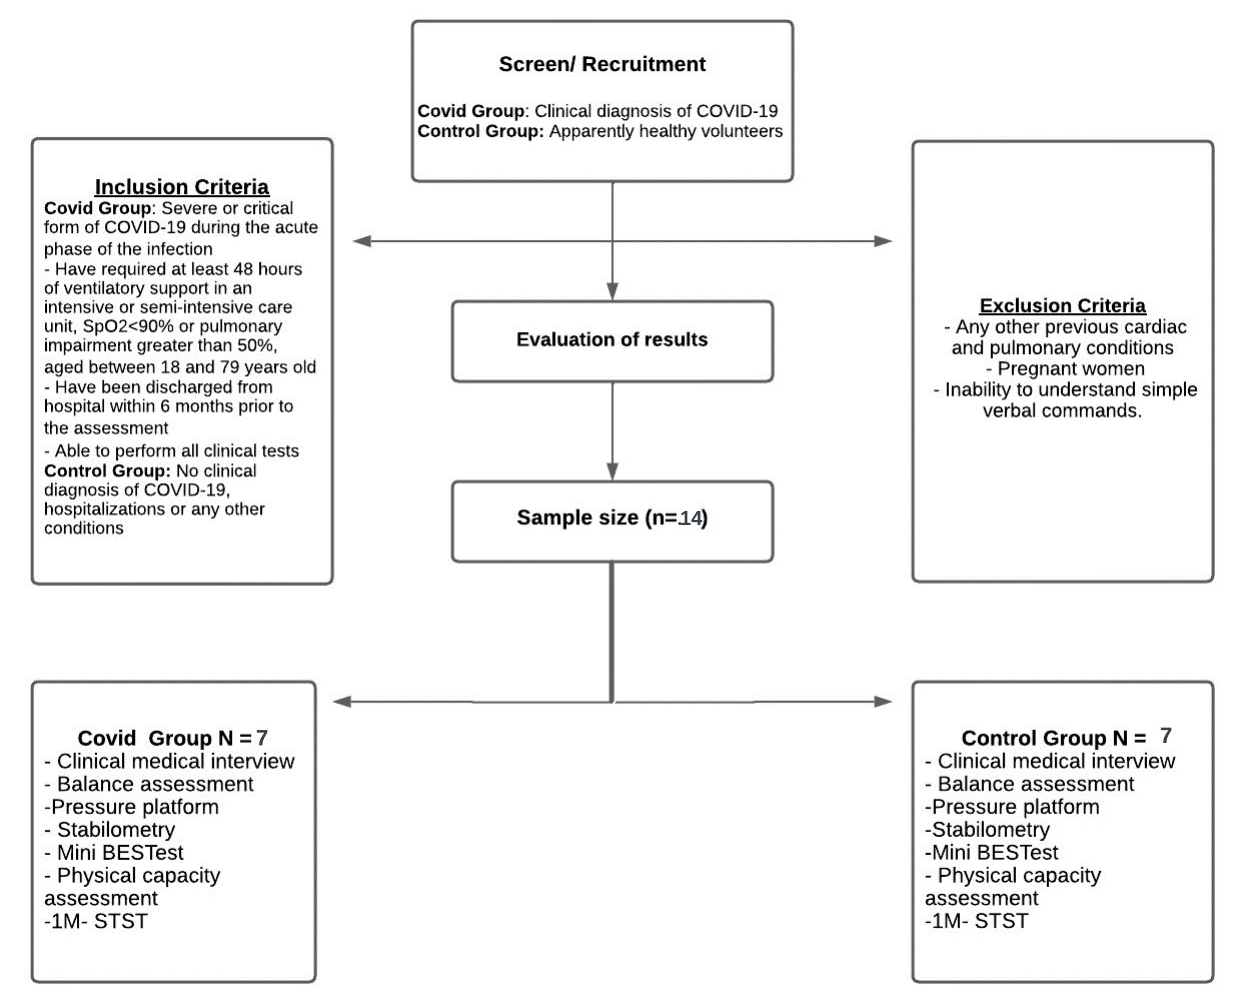 Screen/ Recruitment
Covid Group: Clinical diagnosis of COVID-19
Control Group: Apparently healthy volunteers
Inclusion Criteria
Covid Group: Severe or critical
form of COVID-19 during the acute
phase of the infection
- Have required at least 48 hours
of ventilatory support in an
intensive or semi-intensive care
unit, SpO2<90% or pulmonary
impairment greater than 50%,
aged between 18 and 79 years old
- Have been discharged from
hospital within 6 months prior to
the assessment
- Able to perform all clinical tests
Control Group: No clinical
diagnosis of COVID-19,
hospitalizations or any other
conditions
Exclusion Criteria
- Any other previous cardiac
and pulmonary conditions
- Pregnant women
- Inability to understand simple
verbal commands.
Evaluation of results
Sample size (n=14)
Covid Group N = 7
- Clinical medical interview
- Balance assessment
-Pressure platform
- Stabilometry
- Mini BESTest
- Physical capacity
assessment
-1M- STST
Control Group N = 7
- Clinical medical interview
- Balance assessment
-Pressure platform
-Stabilometry
-Mini BESTest
- Physical capacity
assessment
-1M- STST